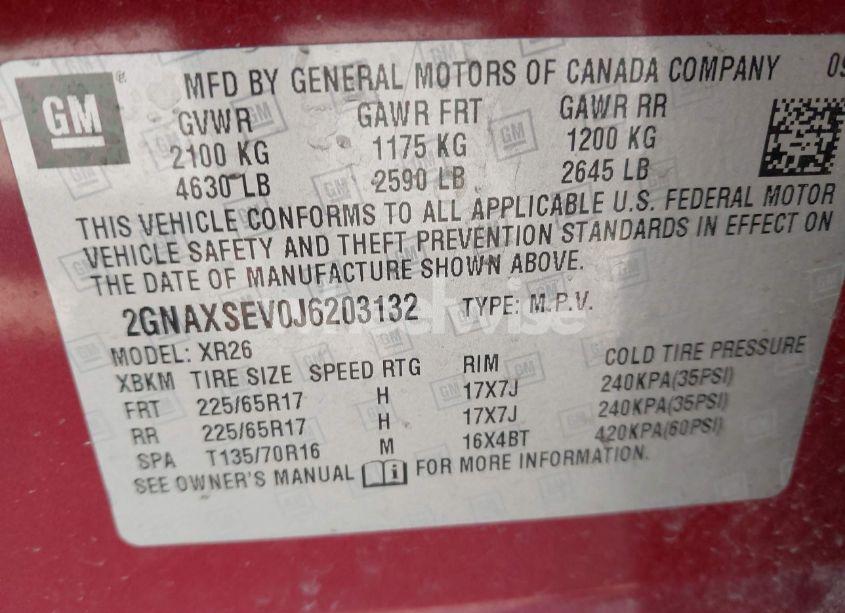 GM
MFD BY GENERAL MOTORS OF CANADA COMPANY
GVWR GAWR FRT GAWR RR
2100 KG 1175 KG 1200 KG
4630 LB 2590 LB 2645 LB
THIS VEHICLE CONFORMS TO ALL APPLICABLE U.S. FEDERAL MOTOR
VEHICLE SAFETY AND THEFT PREVENTION STANDARDS IN EFFECT ON
THE DATE OF MANUFACTURE SHOWN ABOVE.
2GNAXSEV0J6203132 TYPE: M.P.V.
MODEL: XR26
XBKM TIRE SIZE SPEED RTG RIM COLD TIRE PRESSURE
FRT 225/65R17 H 17X7J 240KPA(35PSI)
RR 225/65R17 H 17X7J 240KPA(35PSI)
SPA T135/70R16 M 16X4BT 420KPA(60PSI)
SEE OWNER'S MANUAL i FOR MORE INFORMATION.